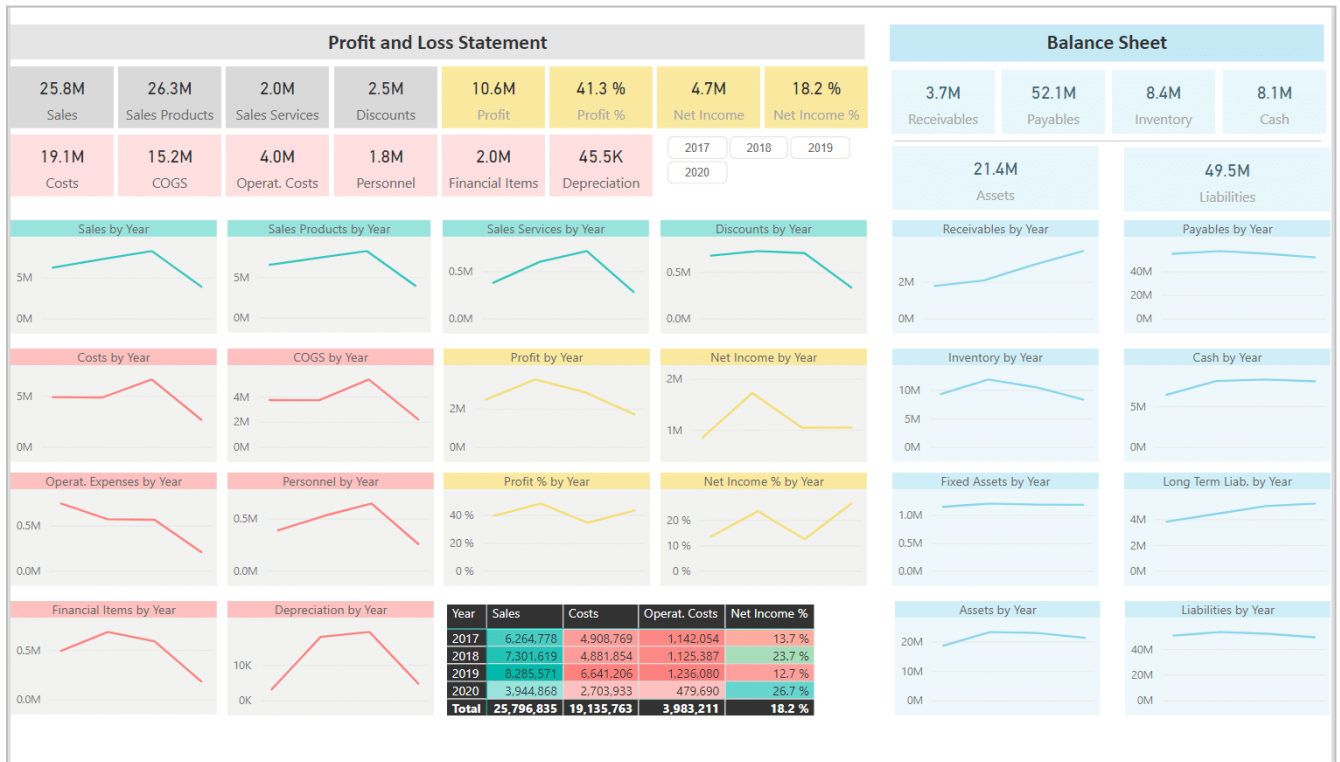 Profit and Loss Statement
Balance Sheet
25.8M
Sales
26.3M
Sales Products
2.0M
Sales Services
2.5M
Discounts
10.6M
Profit
41.3 %
Profit %
4.7M
Net Income
18.2 %
Net Income %
3.7M
Receivables
52.1M
Payables
8.4M
Inventory
8.1M
Cash
19.1M
Costs
15.2M
COGS
4.0M
Operat. Costs
1.8M
Personnel
2.0M
Financial Items
45.5K
Depreciation
2017
2018
2019
2020
21.4M
Assets
49.5M
Liabilities
Sales by Year
5M
0M
Sales Products by Year
5M
0M
Sales Services by Year
0.5M
0.0M
Discounts by Year
0.5M
0.0M
Receivables by Year
2M
0M
Payables by Year
40M
20M
0M
Costs by Year
5M
0M
COGS by Year
4M
2M
0M
Profit by Year
2M
0M
Net Income by Year
2M
1M
Inventory by Year
10M
5M
0M
Cash by Year
5M
0M
Operat. Expenses by Year
0.5M
0.0M
Personnel by Year
0.5M
0.0M
Profit % by Year
40 %
20 %
0 %
Net Income % by Year
20 %
10 %
0 %
Fixed Assets by Year
1.0M
0.5M
0.0M
Long Term Liab. by Year
4M
2M
0M
Financial Items by Year
0.5M
0.0M
Depreciation by Year
10K
0K
Year Sales Costs Operat. Costs Net Income %
2017 6,264,778 4,908,769 1,142,054 13.7 %
2018 7,301,619 4,881,854 1,125,387 23.7 %
2019 8,285,571 6,641,206 1,236,080 12.7 %
2020 3,944,868 2,703,933 479,690 26.7 %
Total 25,796,835 19,135,763 3,983,211 18.2 %
Assets by Year
20M
10M
0M
Liabilities by Year
40M
20M
0M